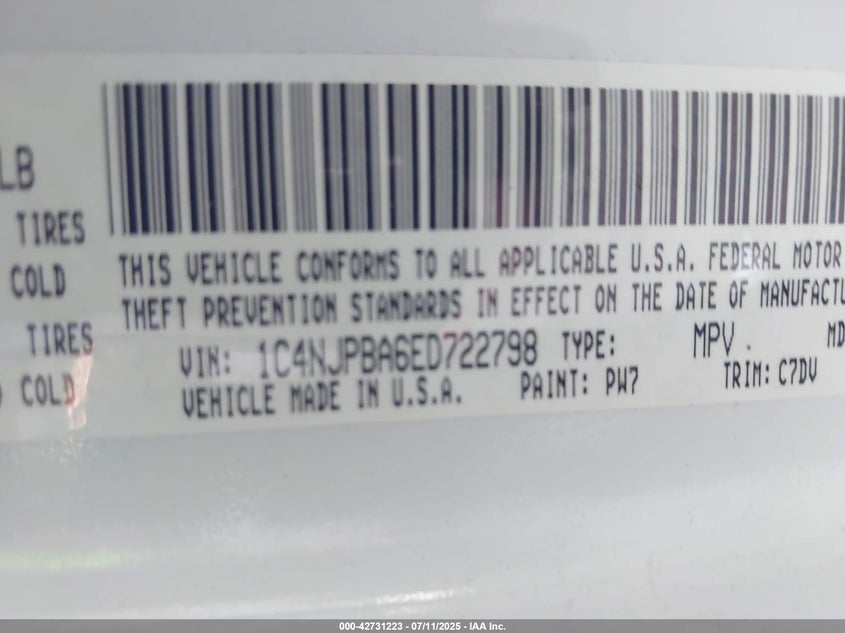 LB
TIRES
COLD
TIRES
COLD
THIS VEHICLE CONFORMS TO ALL APPLICABLE U.S.A. FEDERAL MOTOR
THEFT PREVENTION STANDARDS IN EFFECT ON THE DATE OF MANUFACTU
VIN: 1C4NJPBA6ED722798 TYPE: MPV. MD
VEHICLE MADE IN U.S.A. PAINT: PW7 TRIM: C7DV
000-42731223 - 07/11/2025 - IAA Inc.